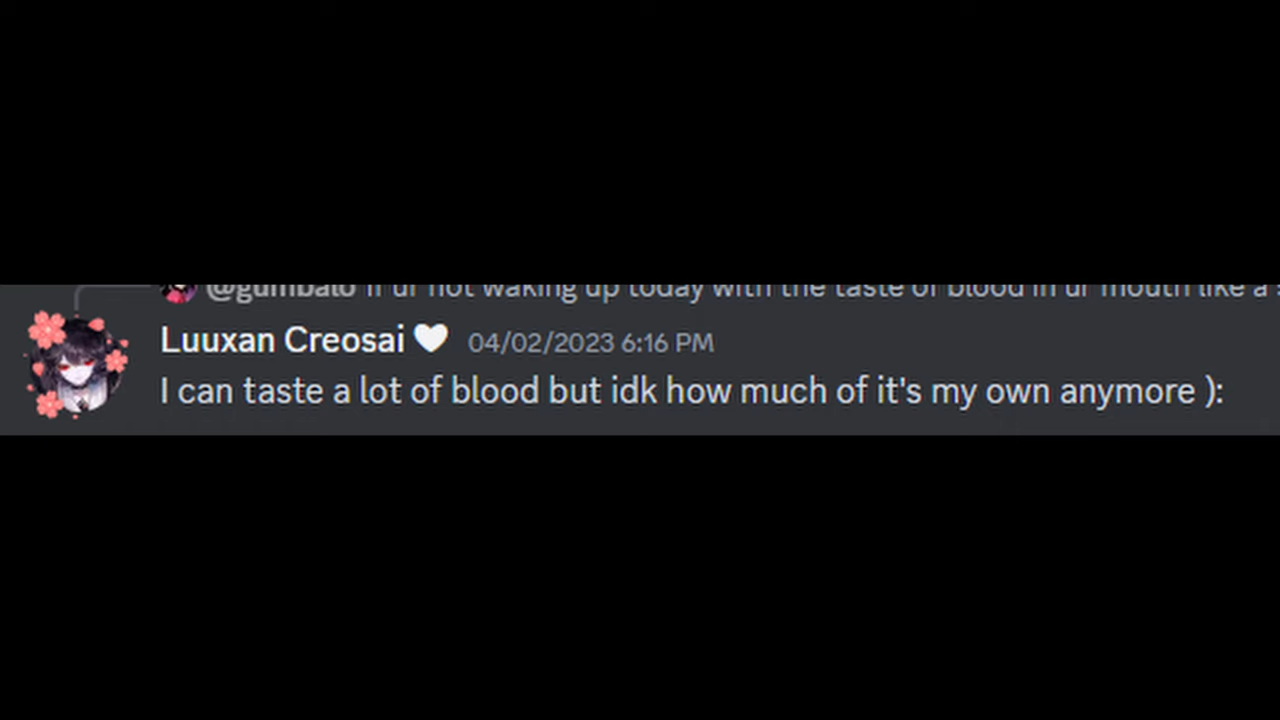 @gumbalo if ur not waking up today with the taste of blood in ur mouth like a
Luuxan Creosai 🤍 04/02/2023 6:16 PM
I can taste a lot of blood but idk how much of it's my own anymore ):